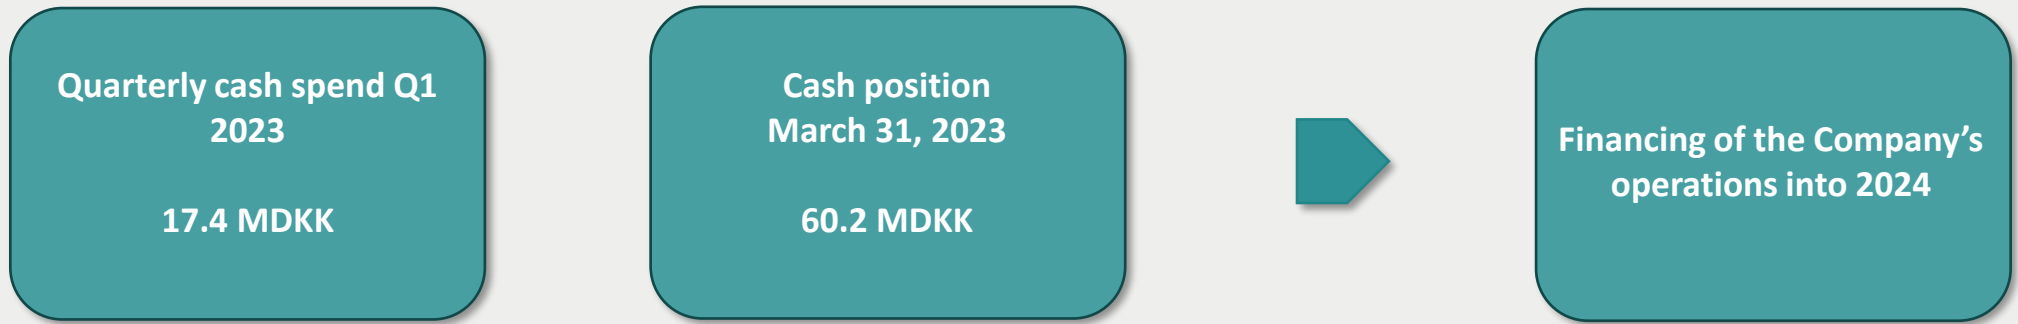 Quarterly cash spend Q1
2023
17.4 MDKK
Cash position
March 31, 2023
60.2 MDKK
Financing of the Company’s
operations into 2024